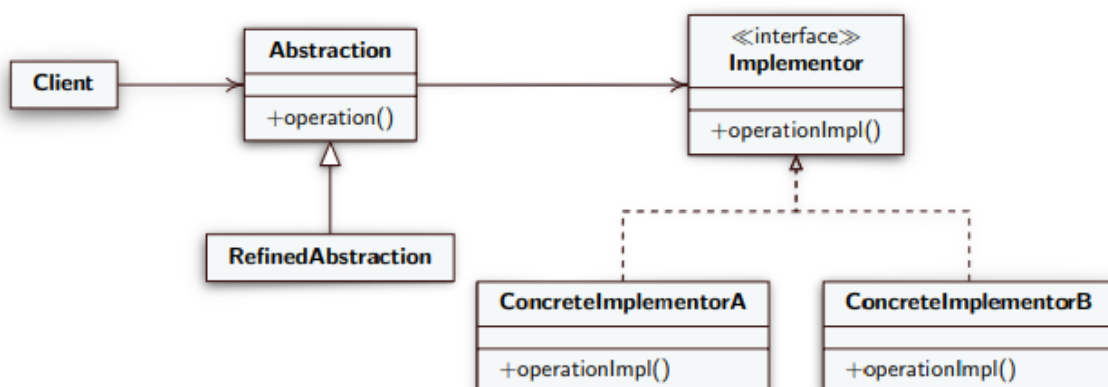 Client
Abstraction
+operation()
≪interface≫
Implementor
+operationImpl()
RefinedAbstraction
ConcreteImplementorA
+operationImpl()
ConcreteImplementorB
+operationImpl()